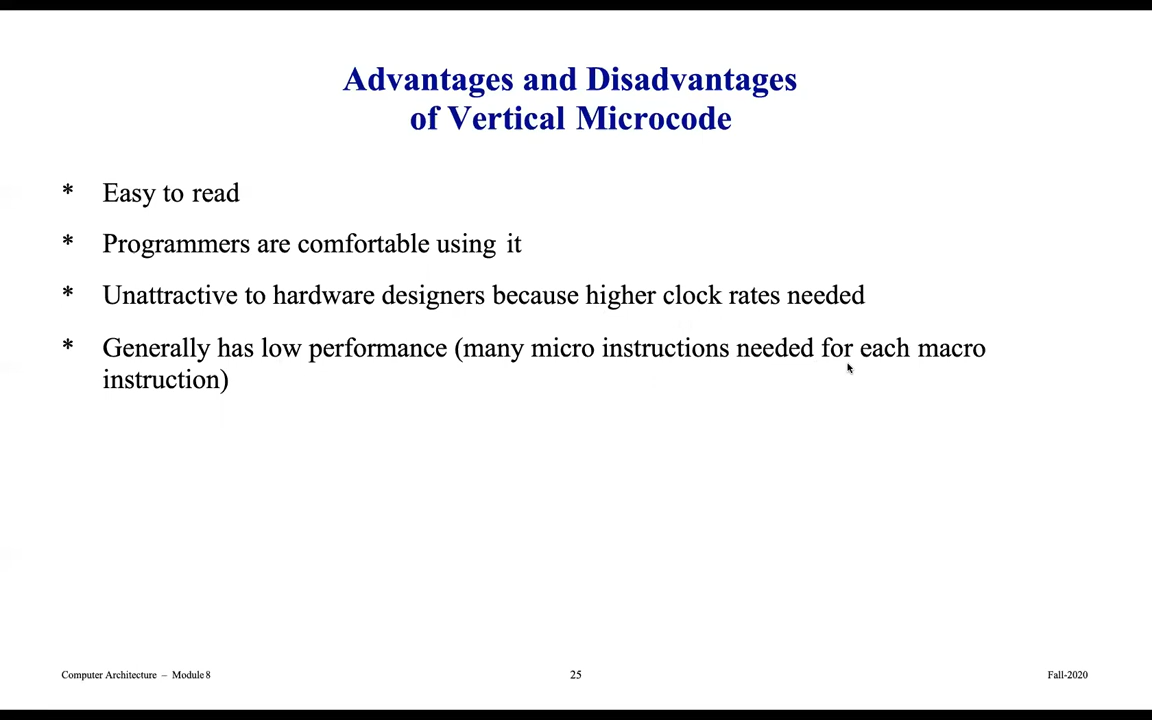 Advantages and Disadvantages
of Vertical Microcode
* Easy to read
* Programmers are comfortable using it
* Unattractive to hardware designers because higher clock rates needed
* Generally has low performance (many micro instructions needed for each macro
instruction)
Computer Architecture – Module 8 25 Fall-2020